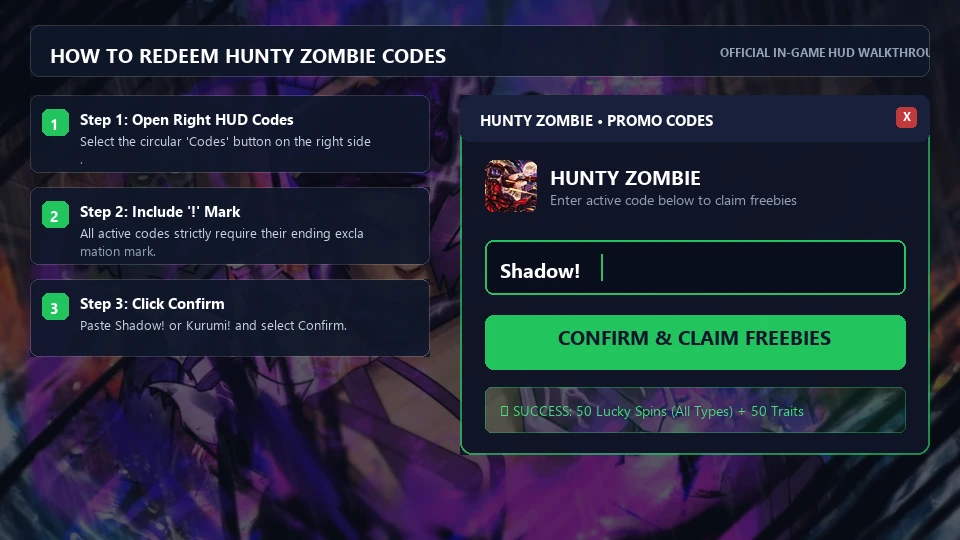 HOW TO REDEEM HUNTY ZOMBIE CODES
OFFICIAL IN-GAME HUD WALKTHROU
1
Step 1: Open Right HUD Codes
Select the circular 'Codes' button on the right side
.
2
Step 2: Include '!' Mark
All active codes strictly require their ending excla
mation mark.
3
Step 3: Click Confirm
Paste Shadow! or Kurumi! and select Confirm.
HUNTY ZOMBIE • PROMO CODES
X
HUNTY ZOMBIE
Enter active code below to claim freebies
Shadow!
CONFIRM & CLAIM FREEBIES
SUCCESS: 50 Lucky Spins (All Types) + 50 Traits